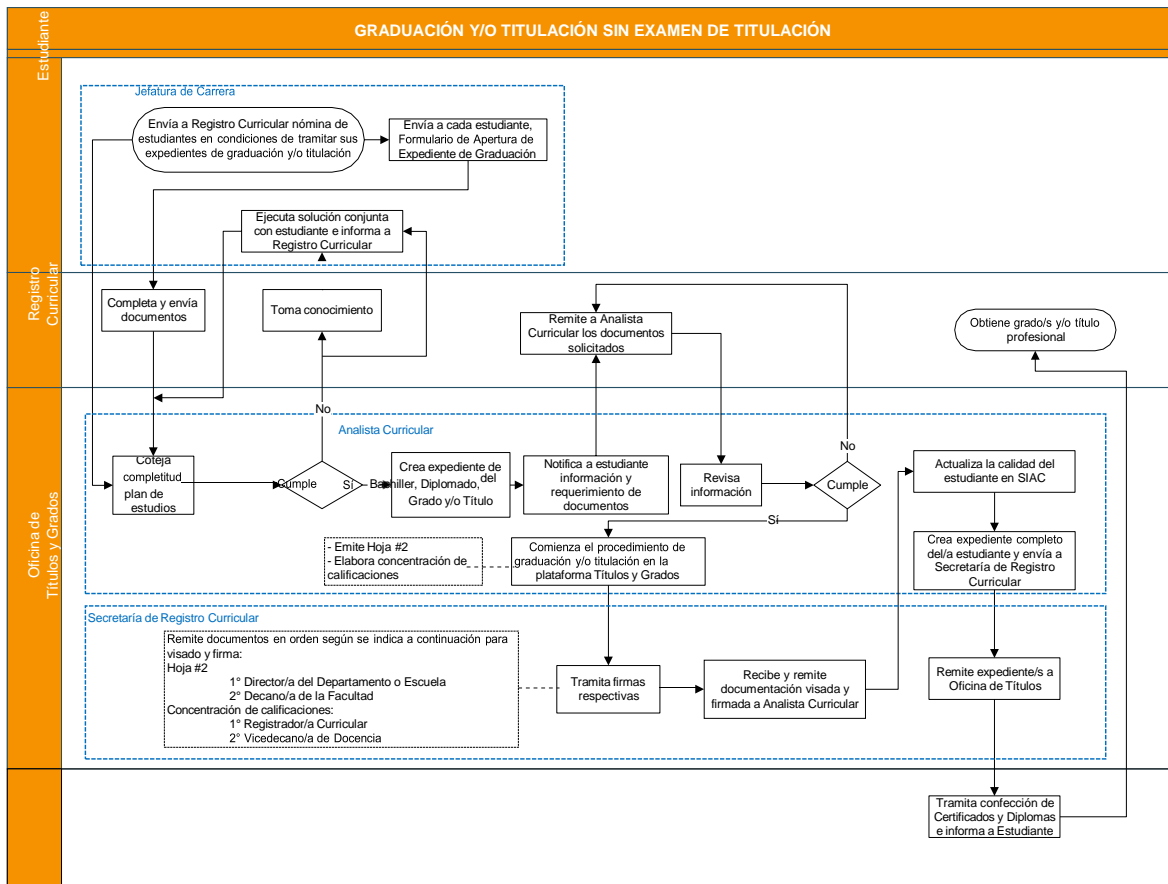 GRADUACIÓN Y/O TITULACIÓN SIN EXAMEN DE TITULACIÓN
Estudiante
Jefatura de Carrera
Envía a Registro Curricular nómina de
estudiantes en condiciones de tramitar sus
expedientes de graduación y/o titulación
Envía a cada estudiante,
Formulario de Apertura de
Expediente de Graduación
Ejecuta solución conjunta
con estudiante e informa a
Registro Curricular
Registro
Curricular
Completa y envía
documentos
Toma conocimiento
Remite a Analista
Curricular los documentos
solicitados
Obtiene grado/s y/o título
profesional
Oficina de
Títulos y Grados
Analista Curricular
Coteja
completitud
plan de
estudios
No
Cumple
Sí
Crea expediente de
Bachiller, Diplomado, del
Grado y/o Título
Notifica a estudiante
información y
requerimiento de
documentos
Revisa
información
No
Cumple
Sí
Actualiza la calidad del
estudiante en SIAC
- Emite Hoja #2
- Elabora concentración de
calificaciones
Comienza el procedimiento de
graduación y/o titulación en la
plataforma Títulos y Grados
Crea expediente completo
del/a estudiante y envía a
Secretaría de Registro
Curricular
Secretaría de Registro Curricular
Remite documentos en orden según se indica a continuación para
visado y firma:
Hoja #2
1° Director/a del Departamento o Escuela
2° Decano/a de la Facultad
Concentración de calificaciones:
1° Registrador/a Curricular
2° Vicedecano/a de Docencia
Tramita firmas
respectivas
Recibe y remite
documentación visada y
firmada a Analista Curricular
Remite expediente/s a
Oficina de Títulos
Tramita confección de
Certificados y Diplomas
e informa a Estudiante